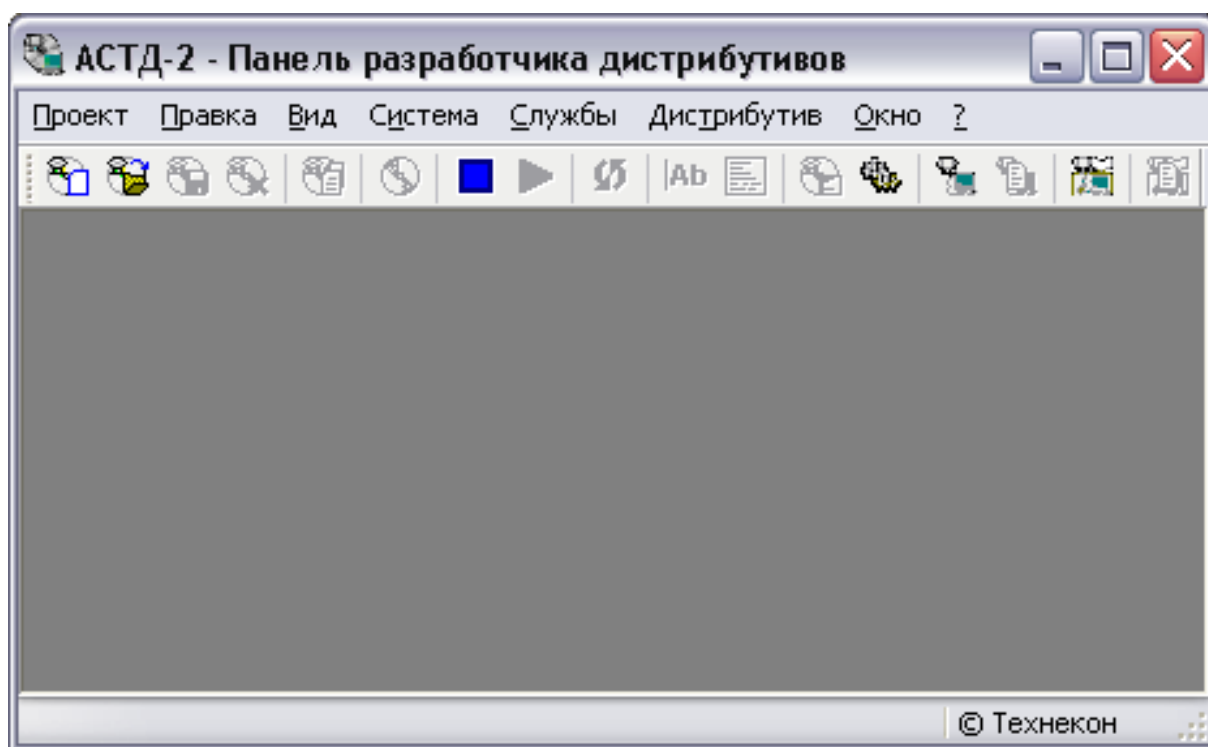 АСТД-2 - Панель разработчика дистрибутивов
Проект Правка Вид Система Службы Дистрибутив Окно ?
Ab
© Технекон